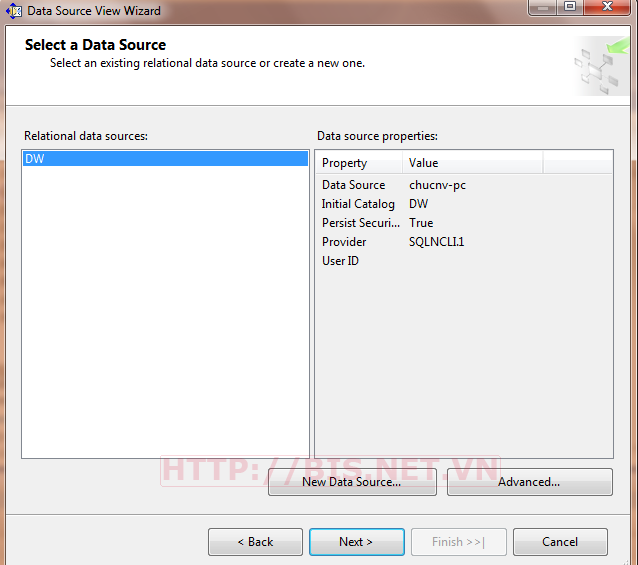 Data Source View Wizard
Select a Data Source
Select an existing relational data source or create a new one.
Relational data sources:
DW
Data source properties:
Property Value
Data Source chucnv-pc
Initial Catalog DW
Persist Securi... True
Provider SQLNCLI.1
User ID
HTTP://BIS.NET.VN
New Data Source... Advanced...
< Back Next > Finish >>| Cancel